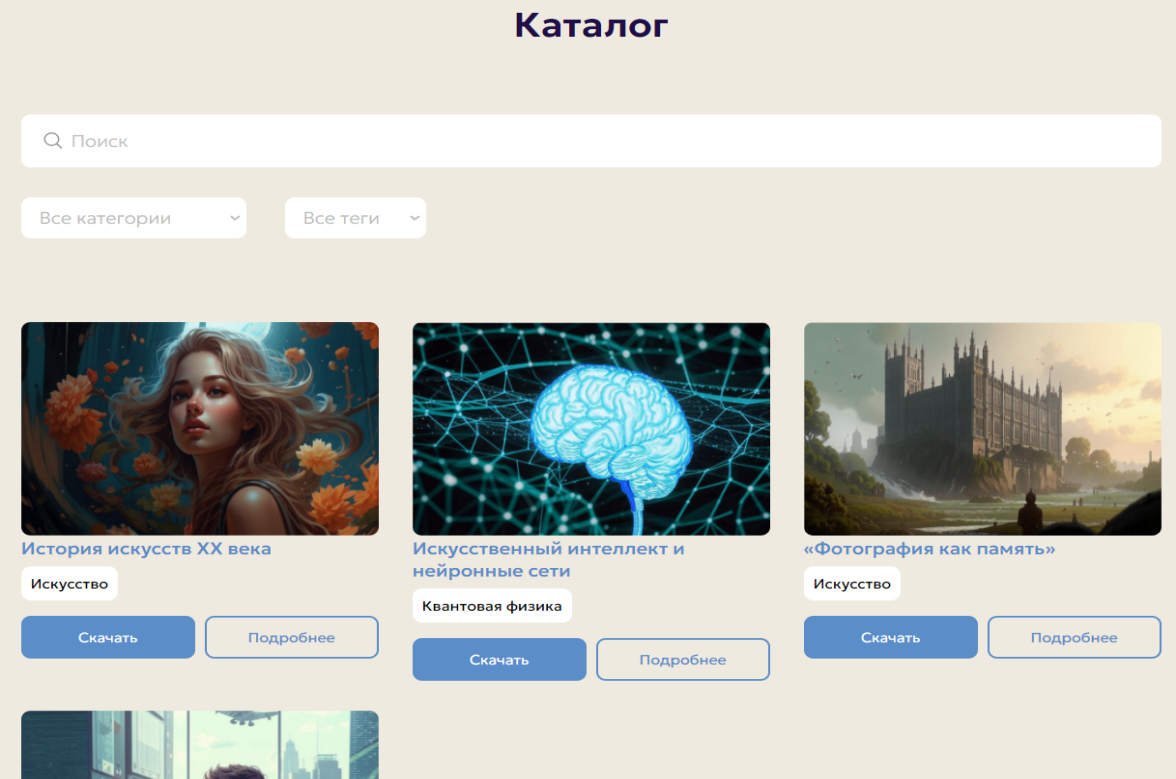 Каталог
Поиск
Все категории
Все теги
История искусств XX века
Искусство
Скачать
Подробнее
Искусственный интеллект и
нейронные сети
Квантовая физика
Скачать
Подробнее
«Фотография как память»
Искусство
Скачать
Подробнее